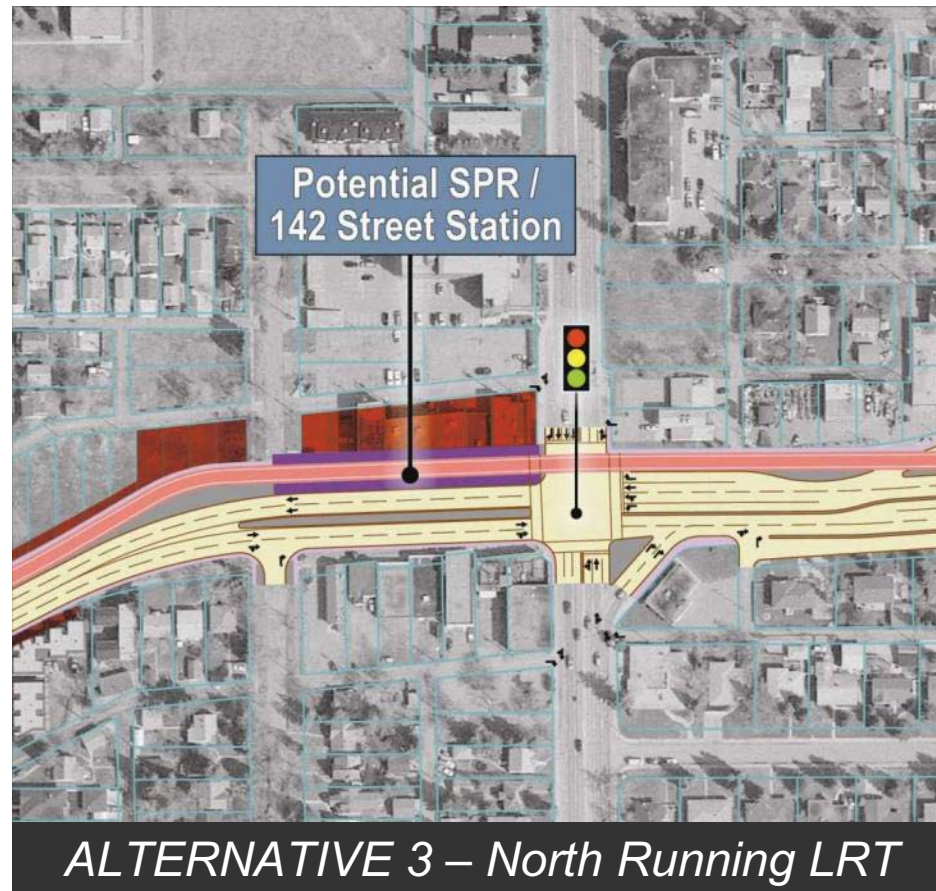 Potential SPR /
142 Street Station
ALTERNATIVE 3 – North Running LRT